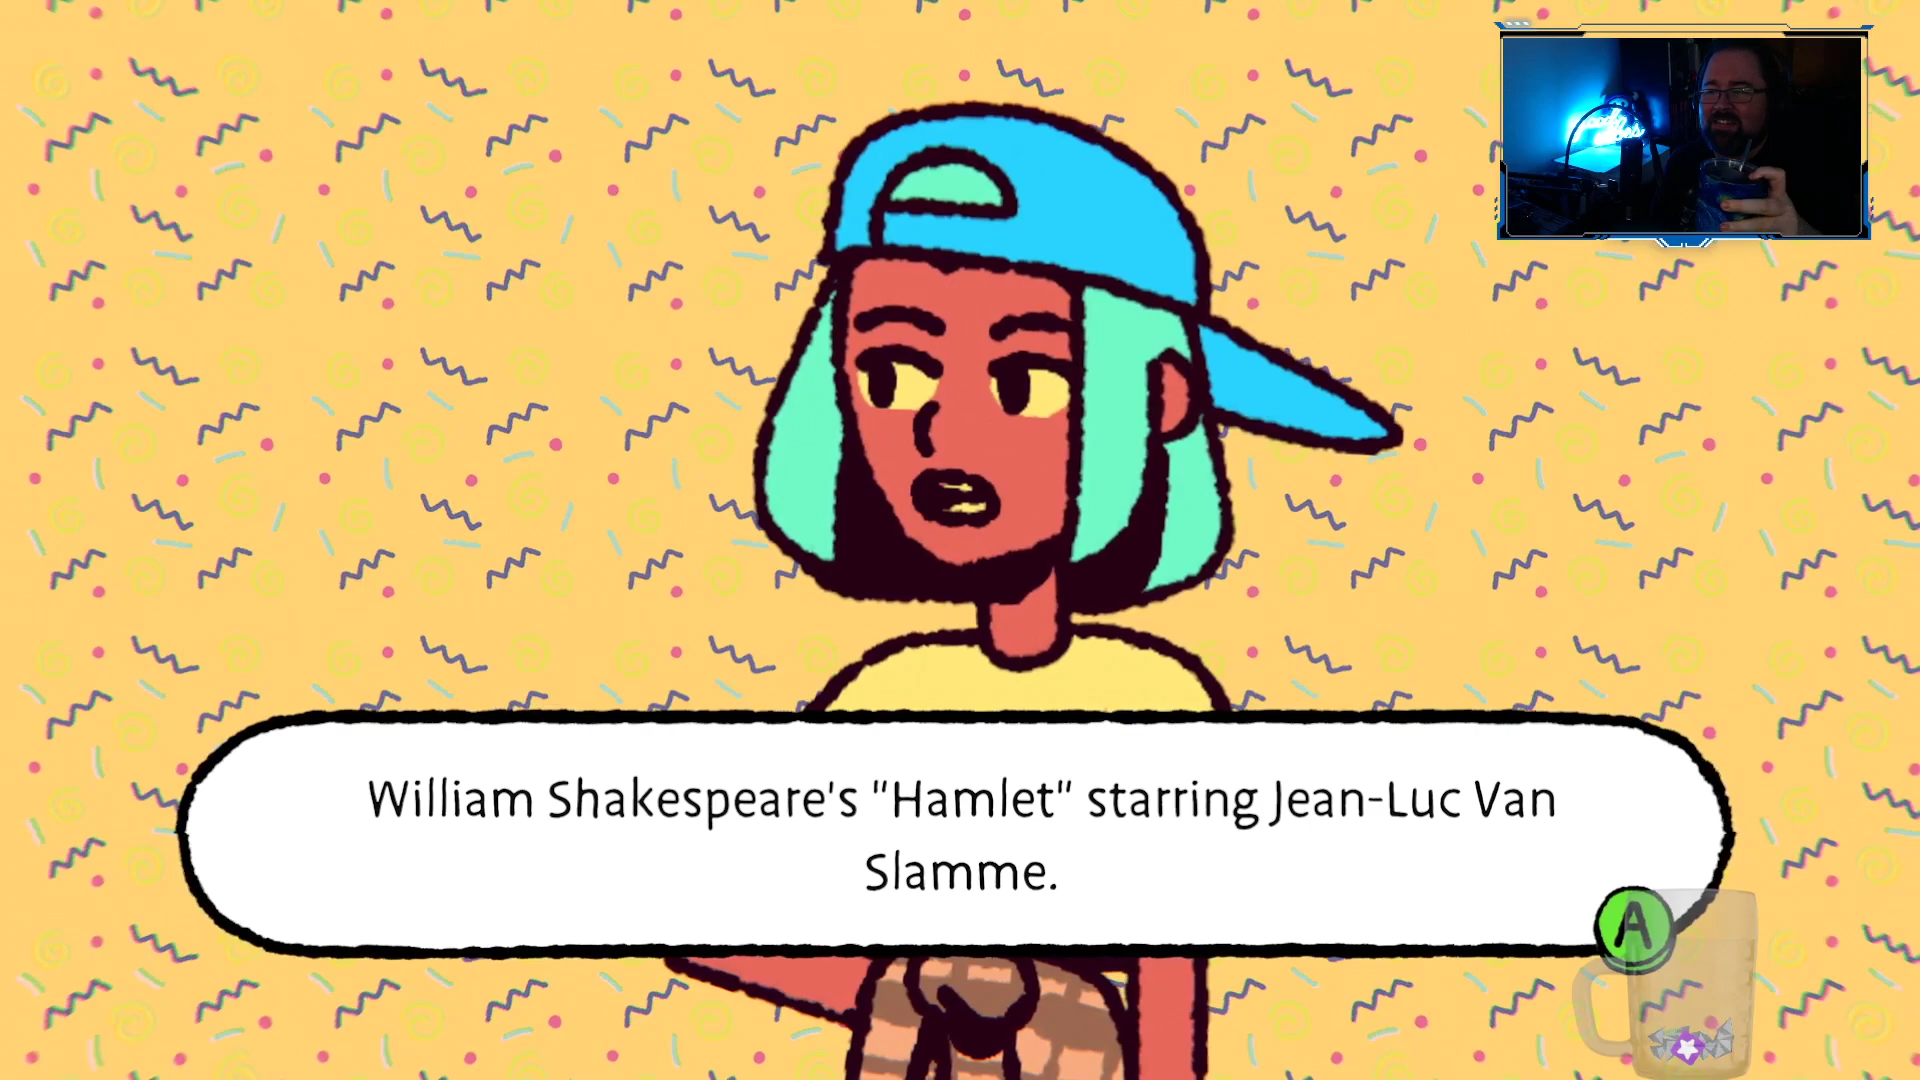 William Shakespeare's "Hamlet" starring Jean-Luc Van
Slamme.
A